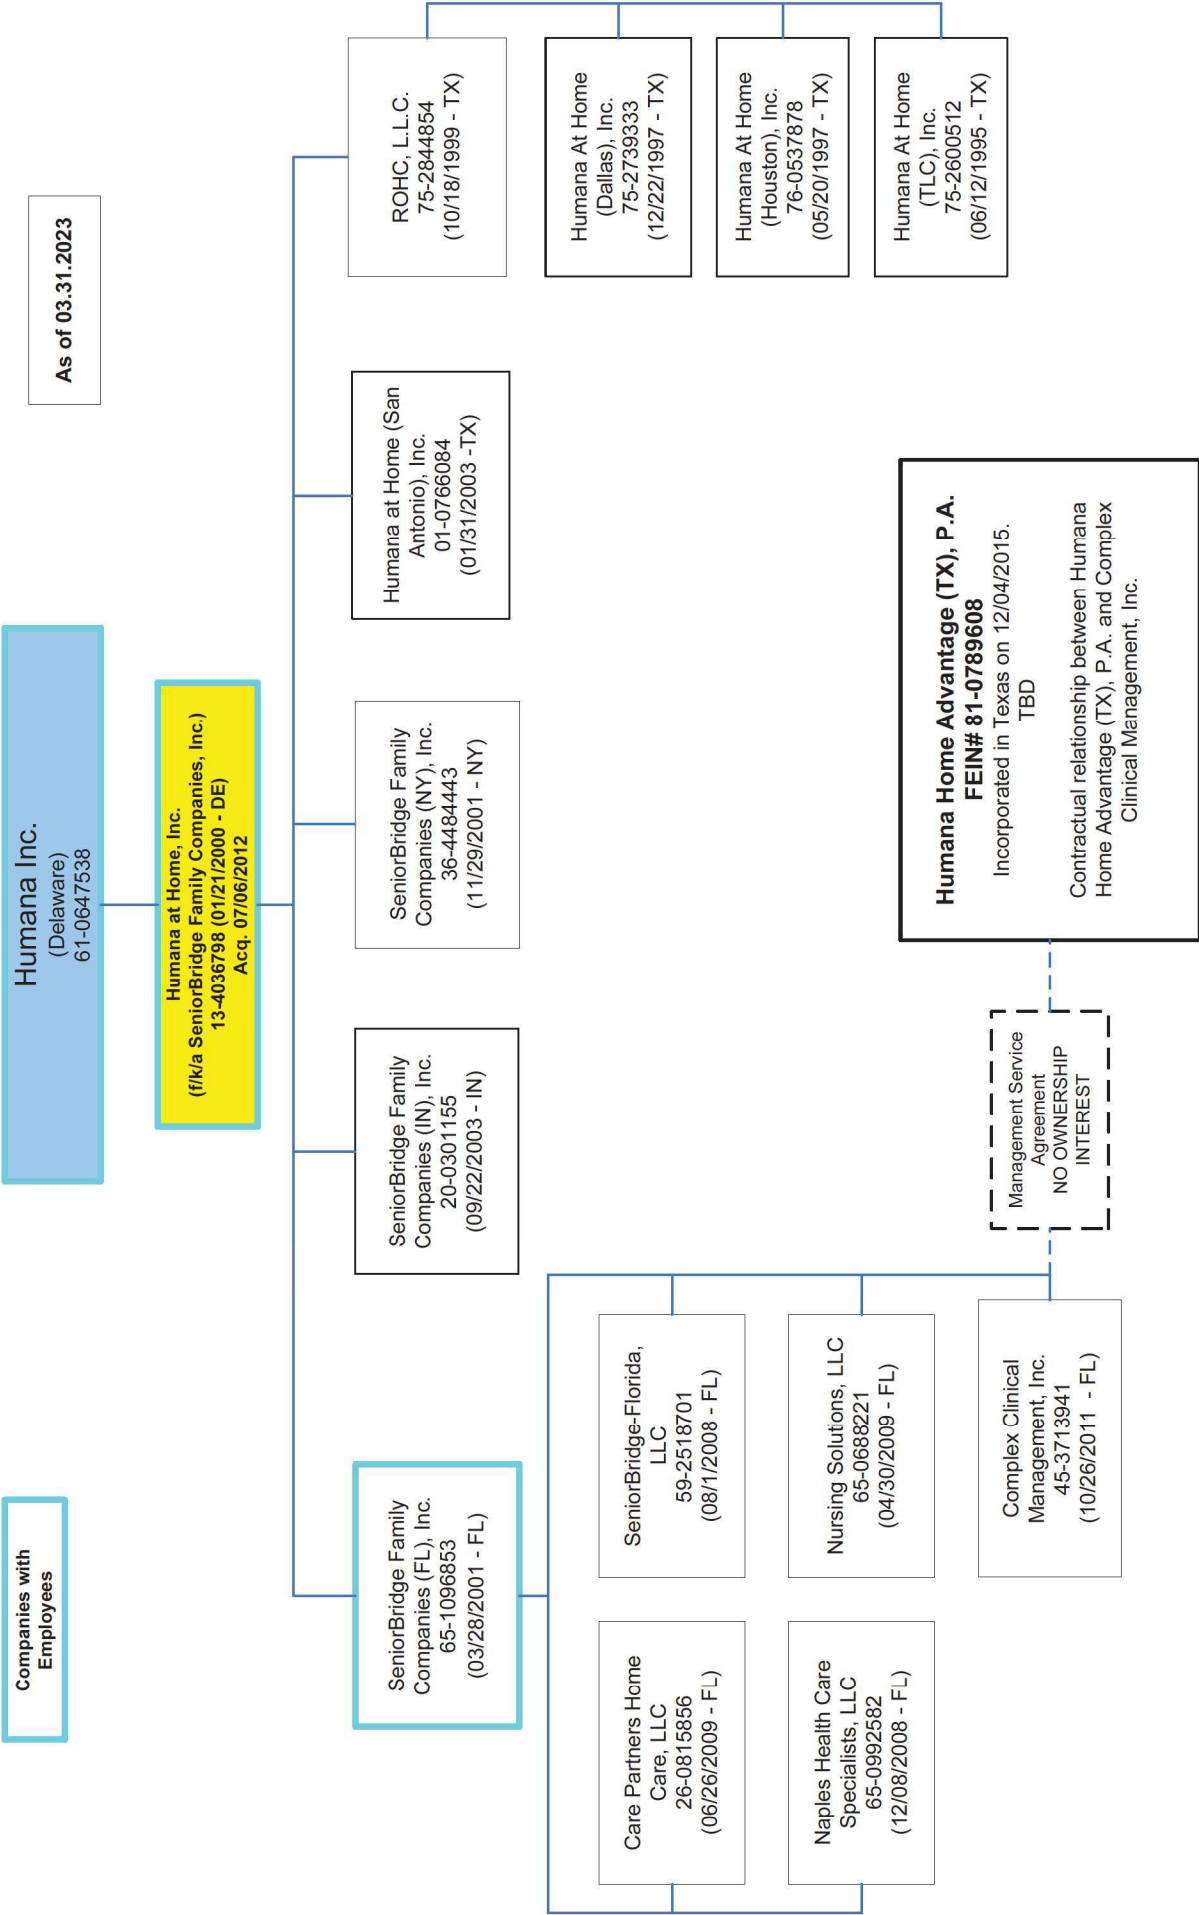 Companies with
Employees
Humana Inc.
(Delaware)
61-0647538
As of 03.31.2023
Humana at Home, Inc.
(f/k/a SeniorBridge Family Companies, Inc.)
13-4036798 (01/21/2000 - DE)
Acq. 07/06/2012
SeniorBridge Family
Companies (FL), Inc.
65-1096853
(03/28/2001 - FL)
SeniorBridge Family
Companies (IN), Inc.
20-0301155
(09/22/2003 - IN)
SeniorBridge Family
Companies (NY), Inc.
36-4484443
(11/29/2001 - NY)
Humana at Home (San
Antonio), Inc.
01-0766084
(01/31/2003 -TX)
ROHC, L.L.C.
75-2844854
(10/18/1999 - TX)
Care Partners Home
Care, LLC
26-0815856
(06/26/2009 - FL)
SeniorBridge-Florida,
LLC
59-2518701
(08/1/2008 - FL)
Humana At Home
(Dallas), Inc.
75-2739333
(12/22/1997 - TX)
Naples Health Care
Specialists, LLC
65-0992582
(12/08/2008 - FL)
Nursing Solutions, LLC
65-0688221
(04/30/2009 - FL)
Humana At Home
(Houston), Inc.
76-0537878
(05/20/1997 - TX)
Complex Clinical
Management, Inc.
45-3713941
(10/26/2011 - FL)
Management Service
Agreement
NO OWNERSHIP
INTEREST
Humana Home Advantage (TX), P.A.
FEIN# 81-0789608
Incorporated in Texas on 12/04/2015.
TBD
Contractual relationship between Humana
Home Advantage (TX), P.A. and Complex
Clinical Management, Inc.
Humana At Home
(TLC), Inc.
75-2600512
(06/12/1995 - TX)